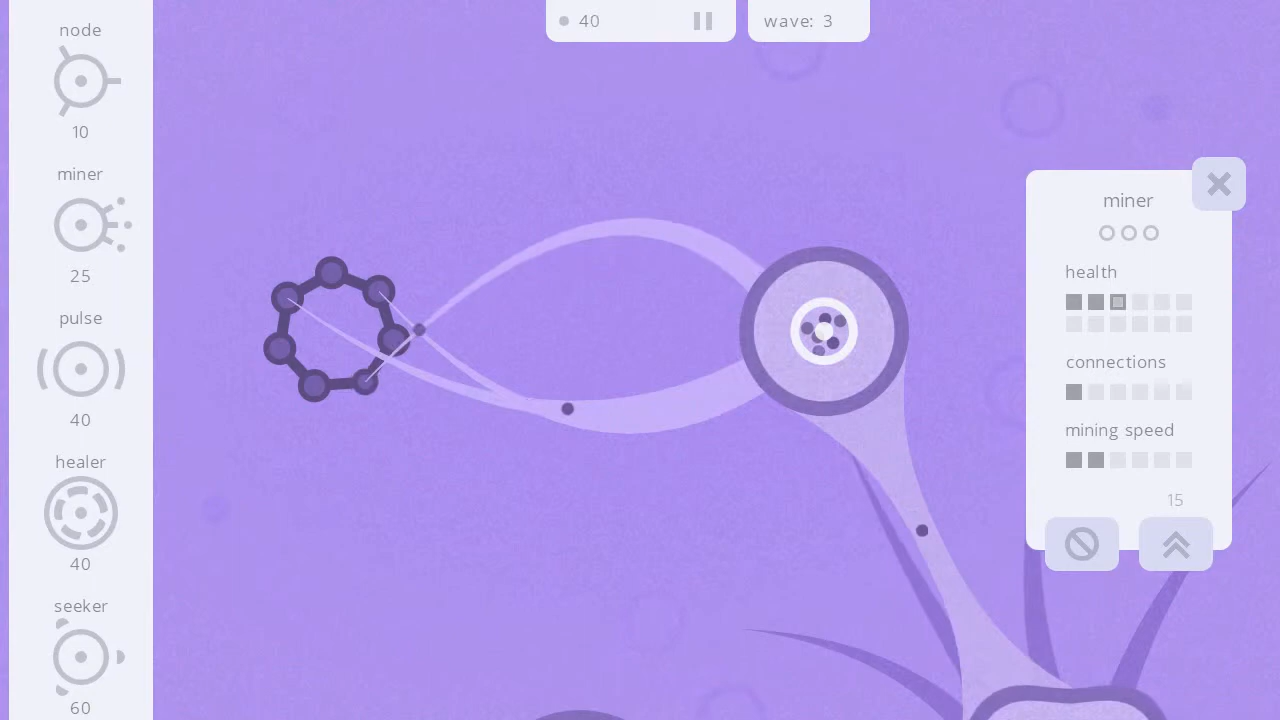 node
10
miner
25
pulse
40
healer
40
seeker
60
40
wave: 3
miner
health
connections
mining speed
15